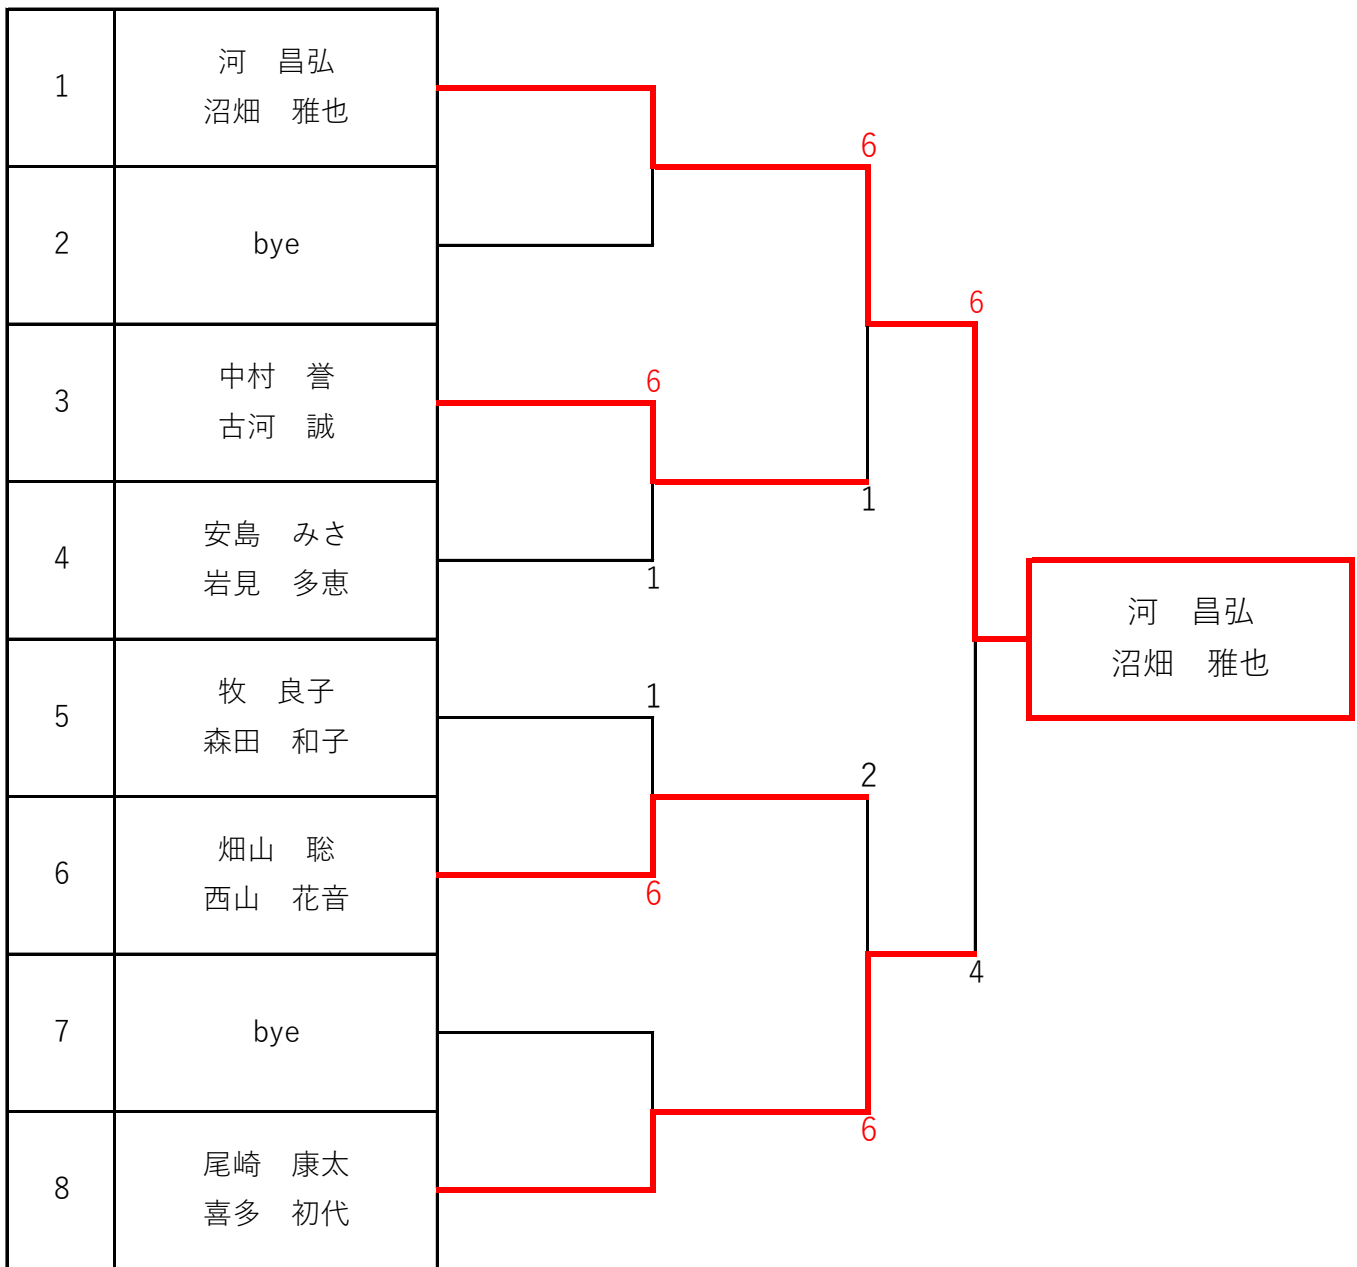 1
河　昌弘
沼畑　雅也
2
bye
3
中村　誉
古河　誠
4
安島　みさ
岩見　多恵
5
牧　良子
森田　和子
6
畑山　聡
西山　花音
7
bye
8
尾崎　康太
喜多　初代
6
1
1
6
6
1
2
6
6
4
河　昌弘
沼畑　雅也